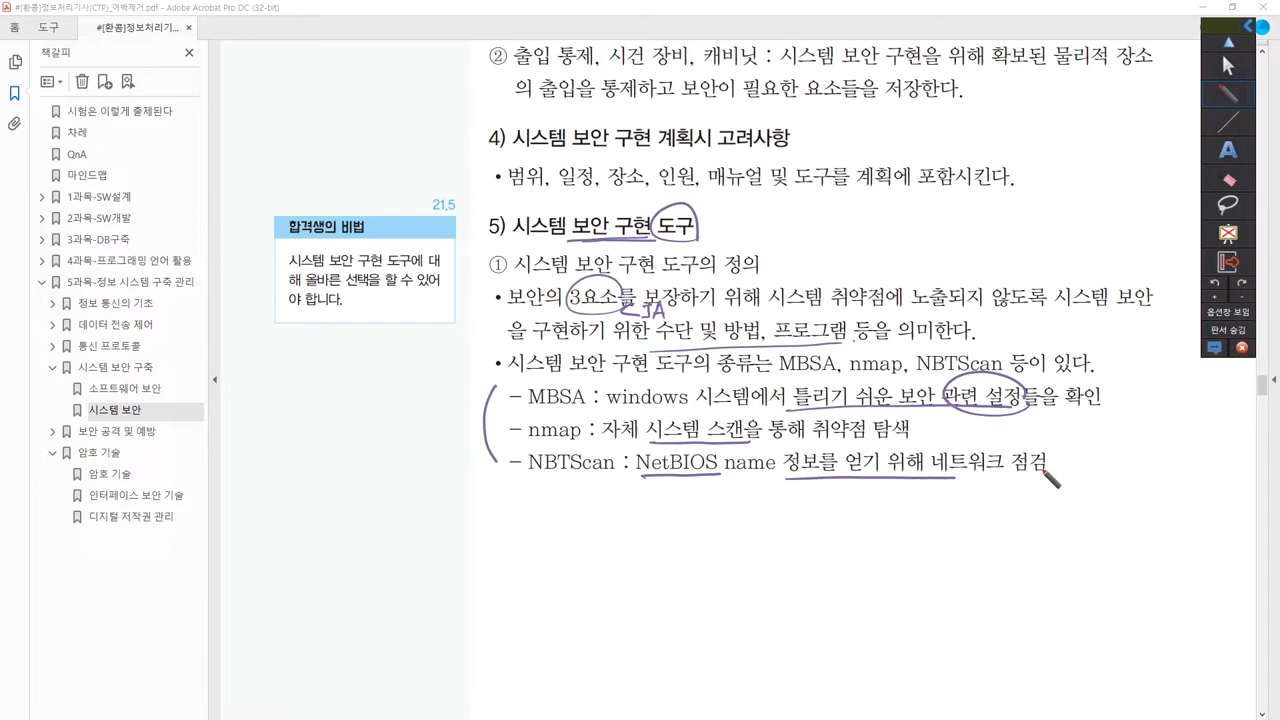 #[환콤]정보처리기사(CTP)_여백제거.pdf - Adobe Acrobat Pro DC (32-bit)
홈 도구 #[환콤]정보처리기... ×
책갈피
시험은 이렇게 출제된다
차례
QnA
마인드맵
1과목-SW설계
2과목-SW개발
3과목-DB구축
4과목-프로그래밍 언어 활용
5과목-정보 시스템 구축 관리
정보 통신의 기초
데이터 전송 제어
통신 프로토콜
시스템 보안 구축
소프트웨어 보안
시스템 보안
보안 공격 및 예방
암호 기술
암호 기술
인터페이스 보안 기술
디지털 저작권 관리
21.5
합격생의 비법
시스템 보안 구현 도구에 대
해 올바른 선택을 할 수 있어
야 합니다.
② 출입 통제, 시건 장비, 캐비닛 : 시스템 보안 구현을 위해 확보된 물리적 장소
의 출입을 통제하고 보안이 필요한 요소들을 저장한다.
4) 시스템 보안 구현 계획시 고려사항
• 범위, 일정, 장소, 인원, 매뉴얼 및 도구를 계획에 포함시킨다.
5) 시스템 보안 구현 도구
① 시스템 보안 구현 도구의 정의
• 보안의 3요소를 보장하기 위해 시스템 취약점에 노출되지 않도록 시스템 보안
CIA
을 구현하기 위한 수단 및 방법, 프로그램 등을 의미한다.
• 시스템 보안 구현 도구의 종류는 MBSA, nmap, NBTScan 등이 있다.
- MBSA : windows 시스템에서 틀리기 쉬운 보안 관련 설정들을 확인
- nmap : 자체 시스템 스캔을 통해 취약점 탐색
- NBTScan : NetBIOS name 정보를 얻기 위해 네트워크 점검
A
옵션창 보임
판서 숨김